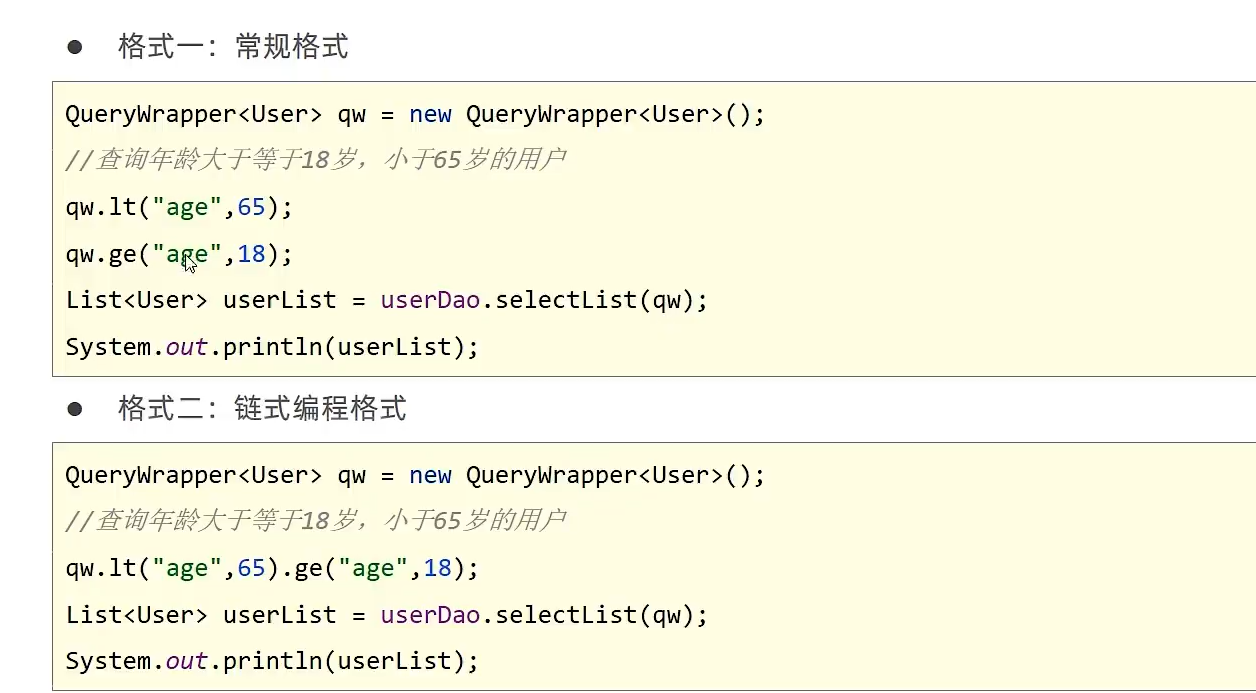 ● 格式一：常规格式
QueryWrapper<User> qw = new QueryWrapper<User>();
//查询年龄大于等于18岁，小于65岁的用户
qw.lt("age",65);
qw.ge("age",18);
List<User> userList = userDao.selectList(qw);
System.out.println(userList);
● 格式二：链式编程格式
QueryWrapper<User> qw = new QueryWrapper<User>();
//查询年龄大于等于18岁，小于65岁的用户
qw.lt("age",65).ge("age",18);
List<User> userList = userDao.selectList(qw);
System.out.println(userList);